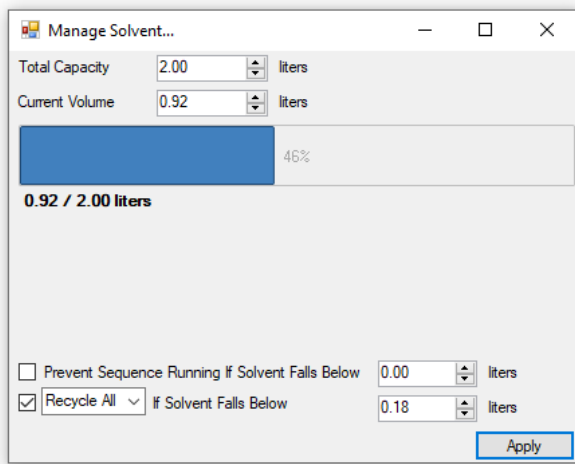 Manage Solvent...
Total Capacity 2.00 liters
Current Volume 0.92 liters
46%
0.92 / 2.00 liters
Prevent Sequence Running If Solvent Falls Below 0.00 liters
Recycle All If Solvent Falls Below 0.18 liters
Apply